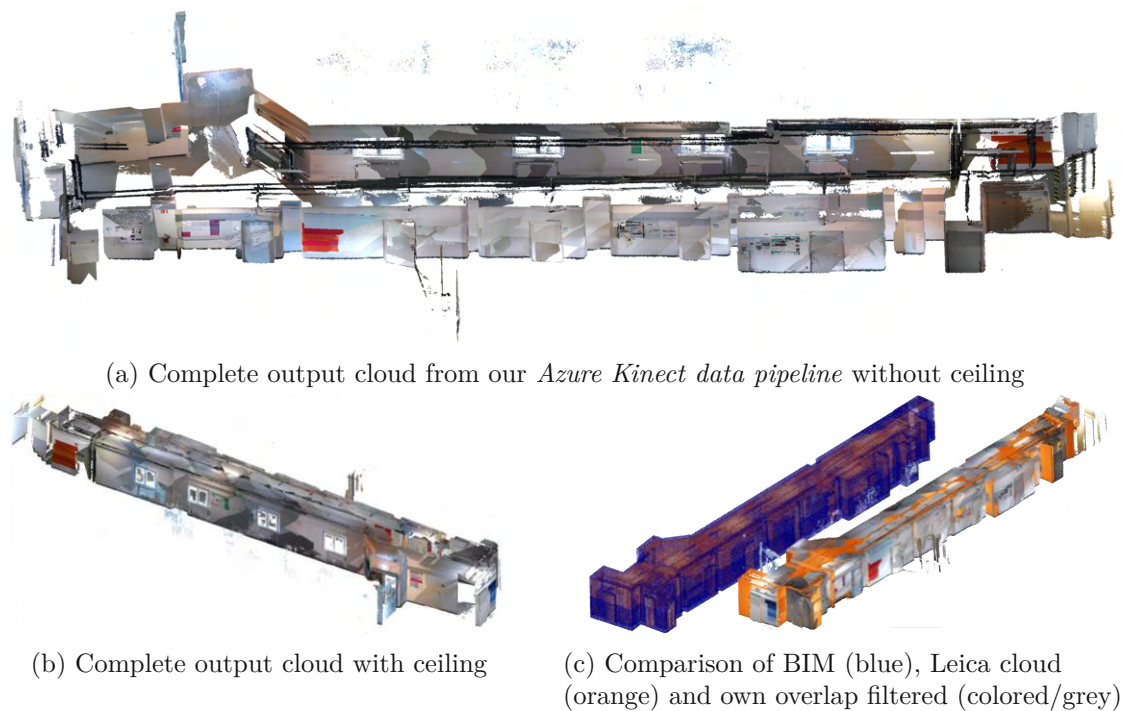 (a) Complete output cloud from our Azure Kinect data pipeline without ceiling
(b) Complete output cloud with ceiling
(c) Comparison of BIM (blue), Leica cloud
(orange) and own overlap filtered (colored/grey)